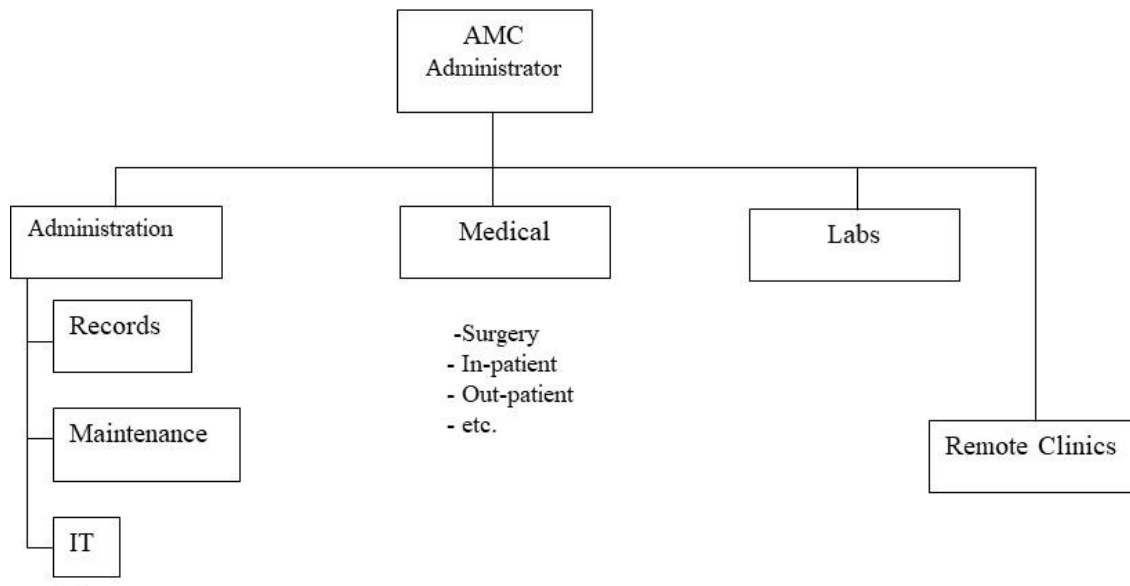 AMC
Administrator
Administration
Medical
Labs
Records
Maintenance
IT
-Surgery
- In-patient
- Out-patient
- etc.
Remote Clinics